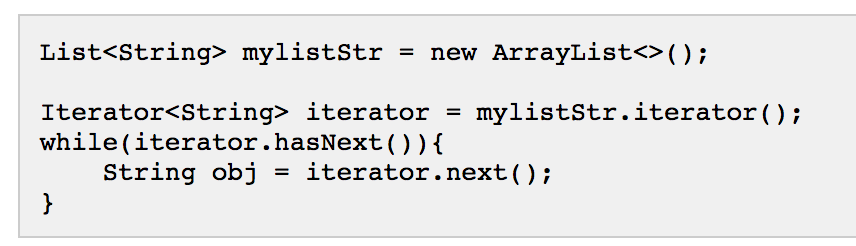 List<String> mylistStr = new ArrayList<>();
Iterator<String> iterator = mylistStr.iterator();
while(iterator.hasNext()){
    String obj = iterator.next();
}